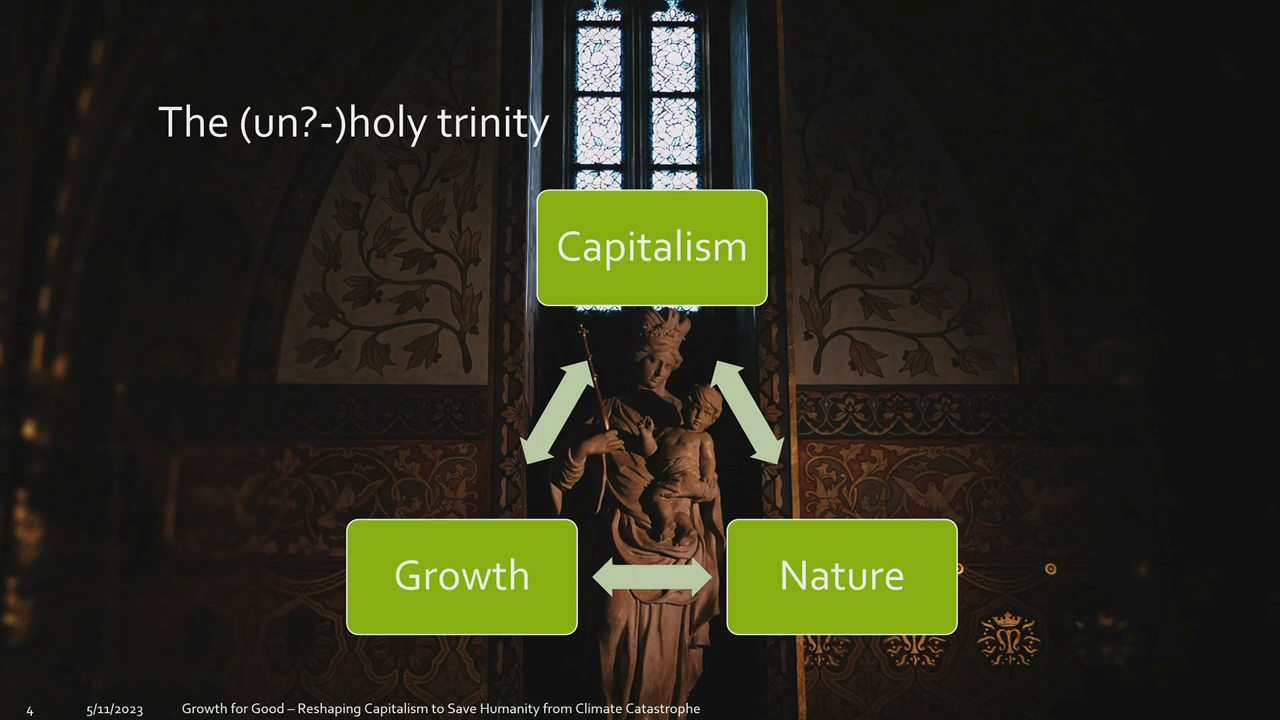 The (un?-)holy trinity
Capitalism
Growth
Nature
4
5/11/2023
Growth for Good – Reshaping Capitalism to Save Humanity from Climate Catastrophe